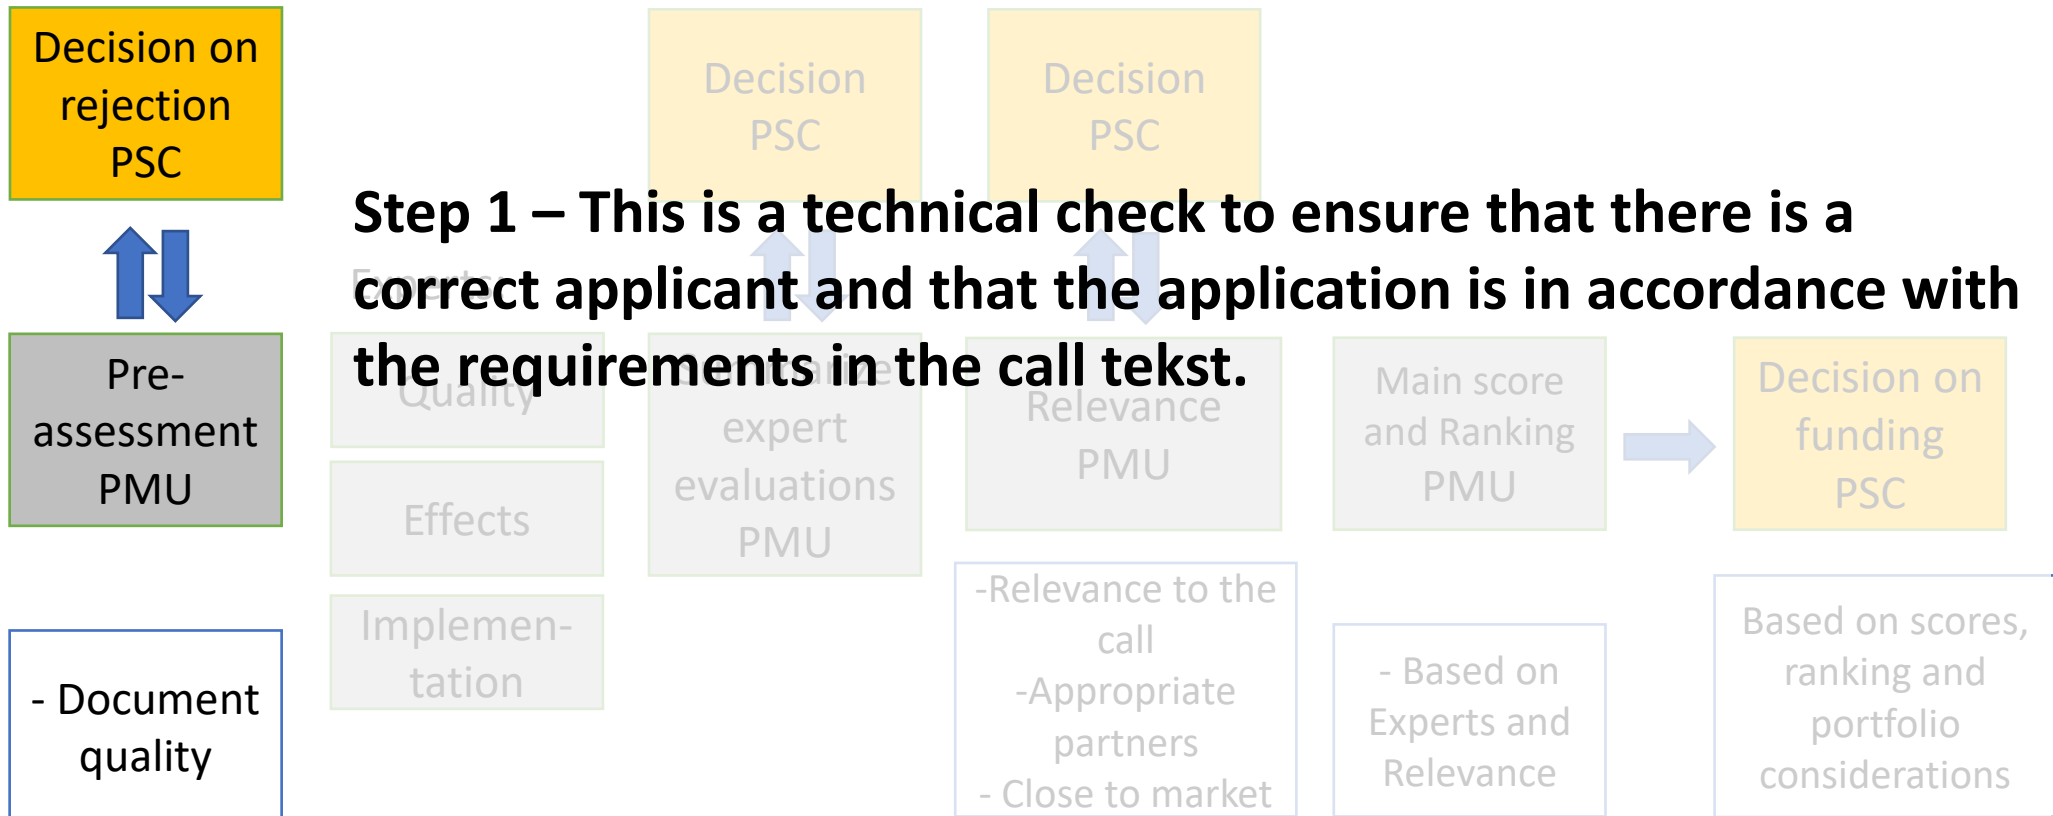 Decision on
rejection
PSC
Decision
PSC
Decision
PSC
Step 1 – This is a technical check to ensure that there is a
correct applicant and that the application is in accordance with
the requirements in the call tekst.
Experts:
Pre-
assessment
PMU
Quality
Effects
Implemen-
tation
Summarize
expert
evaluations
PMU
Relevance
PMU
Main score
and Ranking
PMU
Decision on
funding
PSC
- Document
quality
-Relevance to the
call
-Appropriate
partners
- Close to market
- Based on
Experts and
Relevance
Based on scores,
ranking and
portfolio
considerations